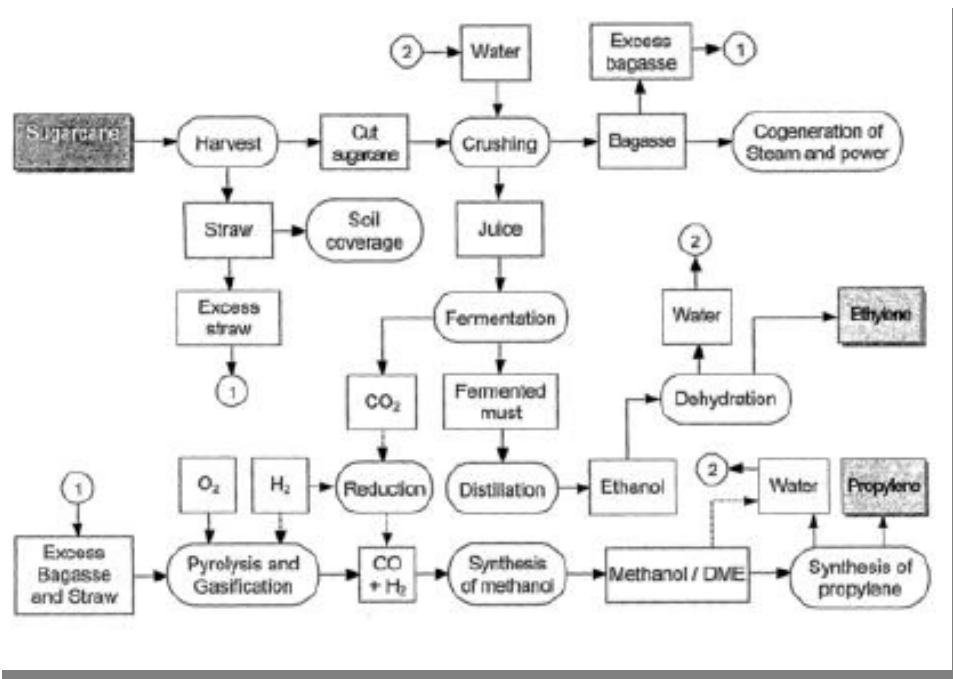 2
Water
Excess
bagasse
1
Sugarcane
Harvest
Cut
sugarcane
Crushing
Bagasse
Cogeneration of
Steam and power
Straw
Soil
coverage
Juice
2
Excess
straw
Fermentation
Water
Ethylene
1
CO₂
Fermented
must
Dehydration
1
O₂
H₂
Reduction
Distillation
Ethanol
2
Water
Propylene
Excess
Bagasse
and Straw
Pyrolysis and
Gasification
CO
+ H₂
Synthesis
of methanol
Methanol / DME
Synthesis of
propylene